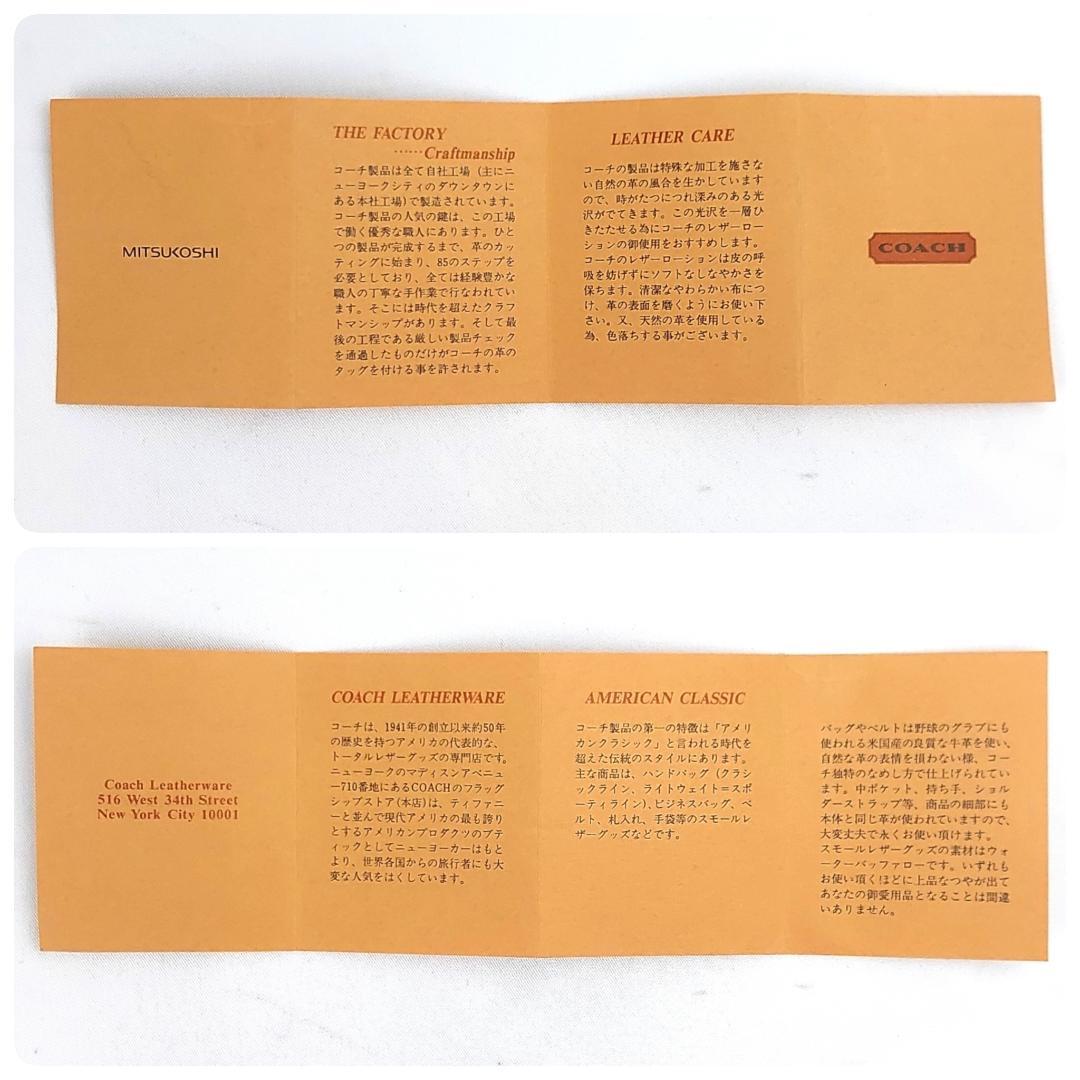 MITSUKOSHI
THE FACTORY
……Craftmanship
コーチ製品は全て自社工場（主にニ
ューヨークシティのダウンタウンに
ある本社工場）で製造されています。
コーチ製品の人気の鍵は、この工場
で働く優秀な職人にあります。ひと
つの製品が完成するまで、革のカッ
ティングに始まり、85のステップを
必要としており、全ては経験豊かな
職人の丁寧な手作業で行なわれてい
ます。そこには時代を超えたクラフ
トマンシップがあります。そして最
後の工程である厳しい製品チェック
を通過したものだけがコーチの革の
タッグを付ける事を許されます。
LEATHER CARE
コーチの製品は特殊な加工を施さな
い自然の革の風合を生かしています
ので、時がたつにつれ深みのある光
沢がでてきます。この光沢を一層ひ
きたたせる為にコーチのレザーロー
ションの御使用をおすすめします。
コーチのレザーローションは皮の呼
吸を妨げずにソフトなしなやかさを
保ちます。清潔なやわらかい布につ
け、革の表面を磨くようにお使い下
さい。又、天然の革を使用している
為、色落ちする事がございます。
COACH
Coach Leatherware
516 West 34th Street
New York City 10001
COACH LEATHERWARE
コーチは、1941年の創立以来約50年
の歴史を持つアメリカの代表的な、
トータルレザーグッズの専門店です。
ニューヨークのマディスンアベニュ
ー710番地にあるCOACHのフラッグ
シップストア（本店）は、ティファニ
ーと並んで現代アメリカの最も誇り
とするアメリカンプロダクツのブテ
ィックとしてニューヨーカーはもと
より、世界各国からの旅行者にも大
変な人気をはくしています。
AMERICAN CLASSIC
コーチ製品の第一の特徴は「アメリ
カンクラシック」と言われる時代を
超えた伝統のスタイルにあります。
主な商品は、ハンドバッグ（クラシ
ックライン、ライトウェイト＝スポ
ーティライン）、ビジネスバッグ、ベ
ルト、札入れ、手袋等のスモールレ
ザーグッズなどです。
バッグやベルトは野球のグラブにも
使われる米国産の良質な牛革を使い、
自然な革の表情を損わない様、コー
チ独特のなめし方で仕上げられてい
ます。中ポケット、持ち手、ショル
ダーストラップ等、商品の細部にも
本体と同じ革が使われていますので、
大変丈夫で永くお使い頂けます。
スモールレザーグッズの素材はウォ
ーターバッファローです。いずれも
お使い頂くほどに上品なつやが出て
あなたの御愛用品となることは間違
いありません。